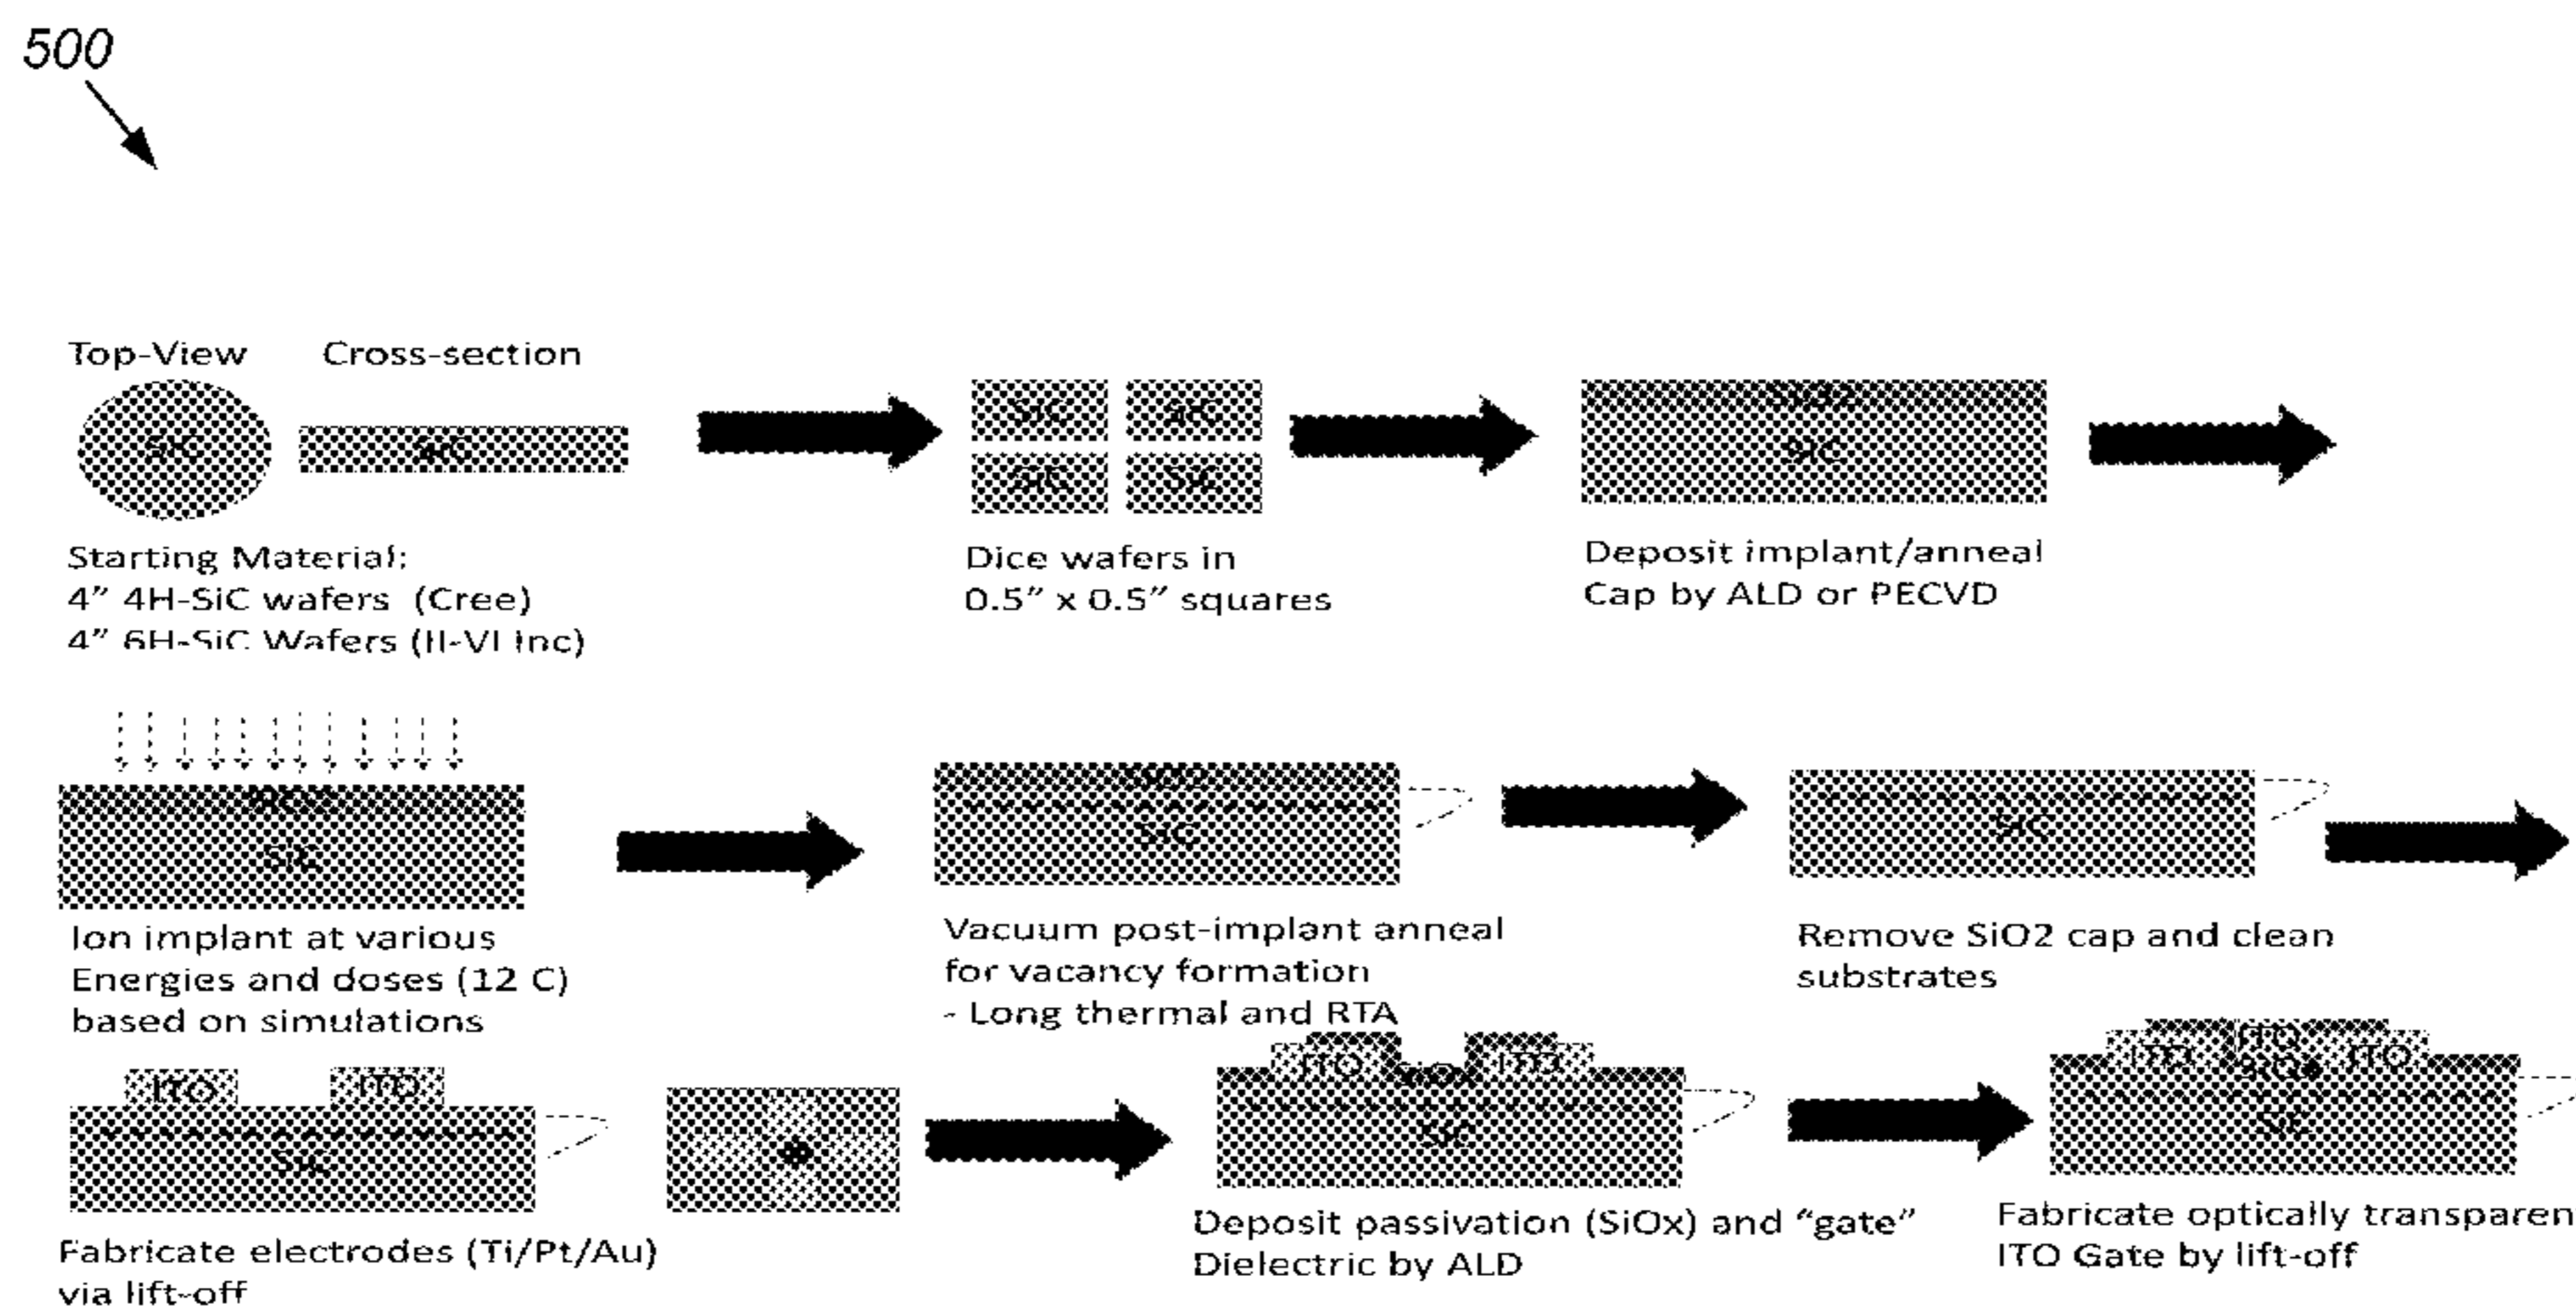 500
Top-View Cross-section
SiC SiC
SiC SiC
SiC SiC
SiO2
SiC
Starting Material:
4” 4H-SiC wafers (Cree)
4” 6H-SiC Wafers (II-VI Inc)
Dice wafers in
0.5” x 0.5” squares
Deposit implant/anneal
Cap by ALD or PECVD
SiC
SiC
SiC
Ion implant at various
Energies and doses (12 C)
based on simulations
Vacuum post-implant anneal
for vacancy formation
- Long thermal and RTA
Remove SiO2 cap and clean
substrates
ITO ITO
SiC
ITO SiOx ITO
SiC
ITO
ITO SiOx ITO
SiC
Fabricate electrodes (Ti/Pt/Au)
via lift-off
Deposit passivation (SiOx) and “gate”
Dielectric by ALD
Fabricate optically transparen
ITO Gate by lift-off